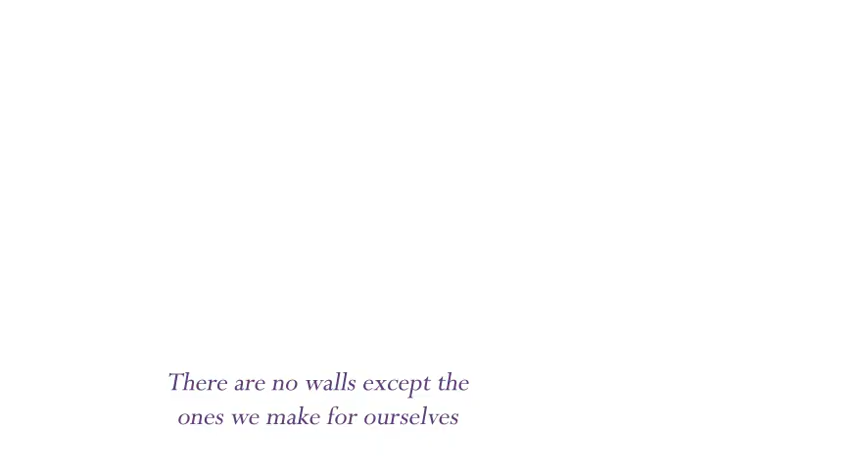 There are no walls except the
ones we make for ourselves